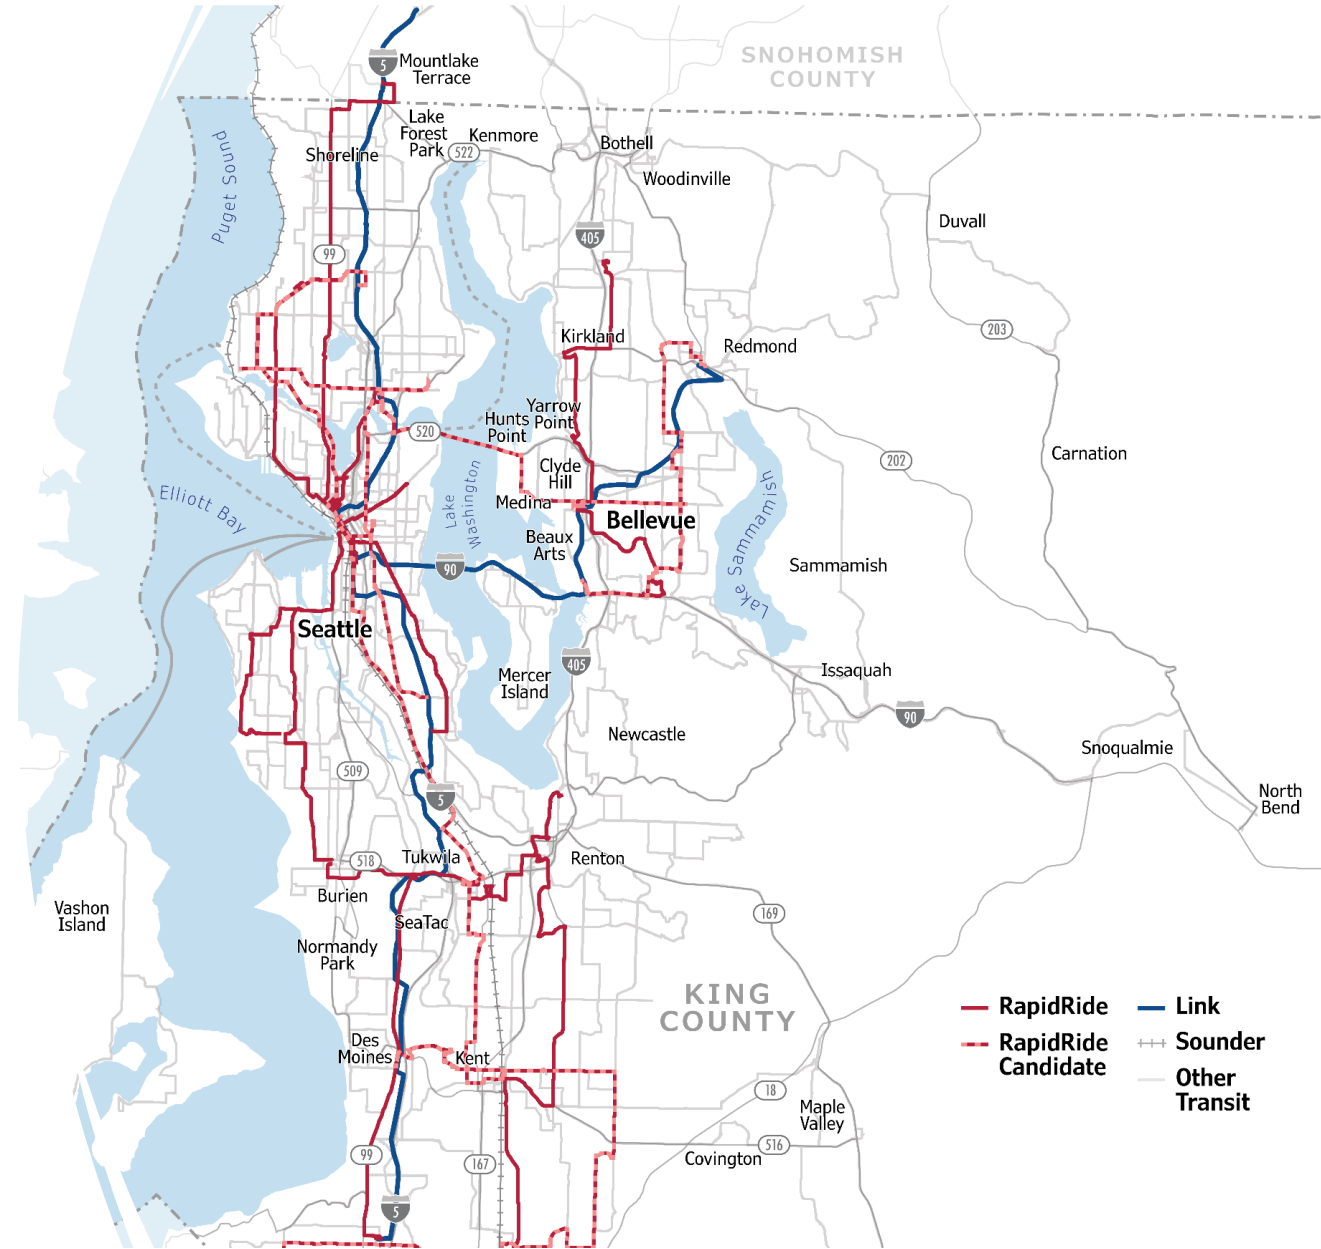 SNOHOMISH
COUNTY
5
Mountlake
Terrace
Lake
Forest
Park
Kenmore
522
Shoreline
Bothell
Woodinville
Puget Sound
Duvall
405
99
203
Kirkland
Redmond
Yarrow
Point
Hunts
Point
520
Clyde
Hill
202
Carnation
Elliott Bay
Lake
Washington
Medina
Bellevue
Lake Sammamish
Beaux
Arts
90
Sammamish
Seattle
405
Mercer
Island
Issaquah
90
Newcastle
Snoqualmie
509
5
North
Bend
518
Tukwila
Renton
Burien
Vashon
Island
SeaTac
169
Normandy
Park
KING
COUNTY
Des
Moines
Kent
18
Maple
Valley
516
Covington
99
167
5
RapidRide
RapidRide
Candidate
Link
Sounder
Other
Transit